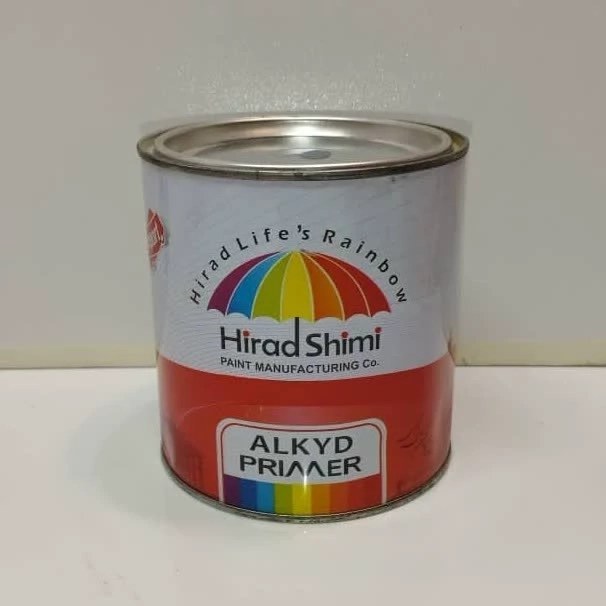 Hirad Life's Rainbow
Hirad Shimi
PAINT MANUFACTURING Co.
ALKYD
PRIMER